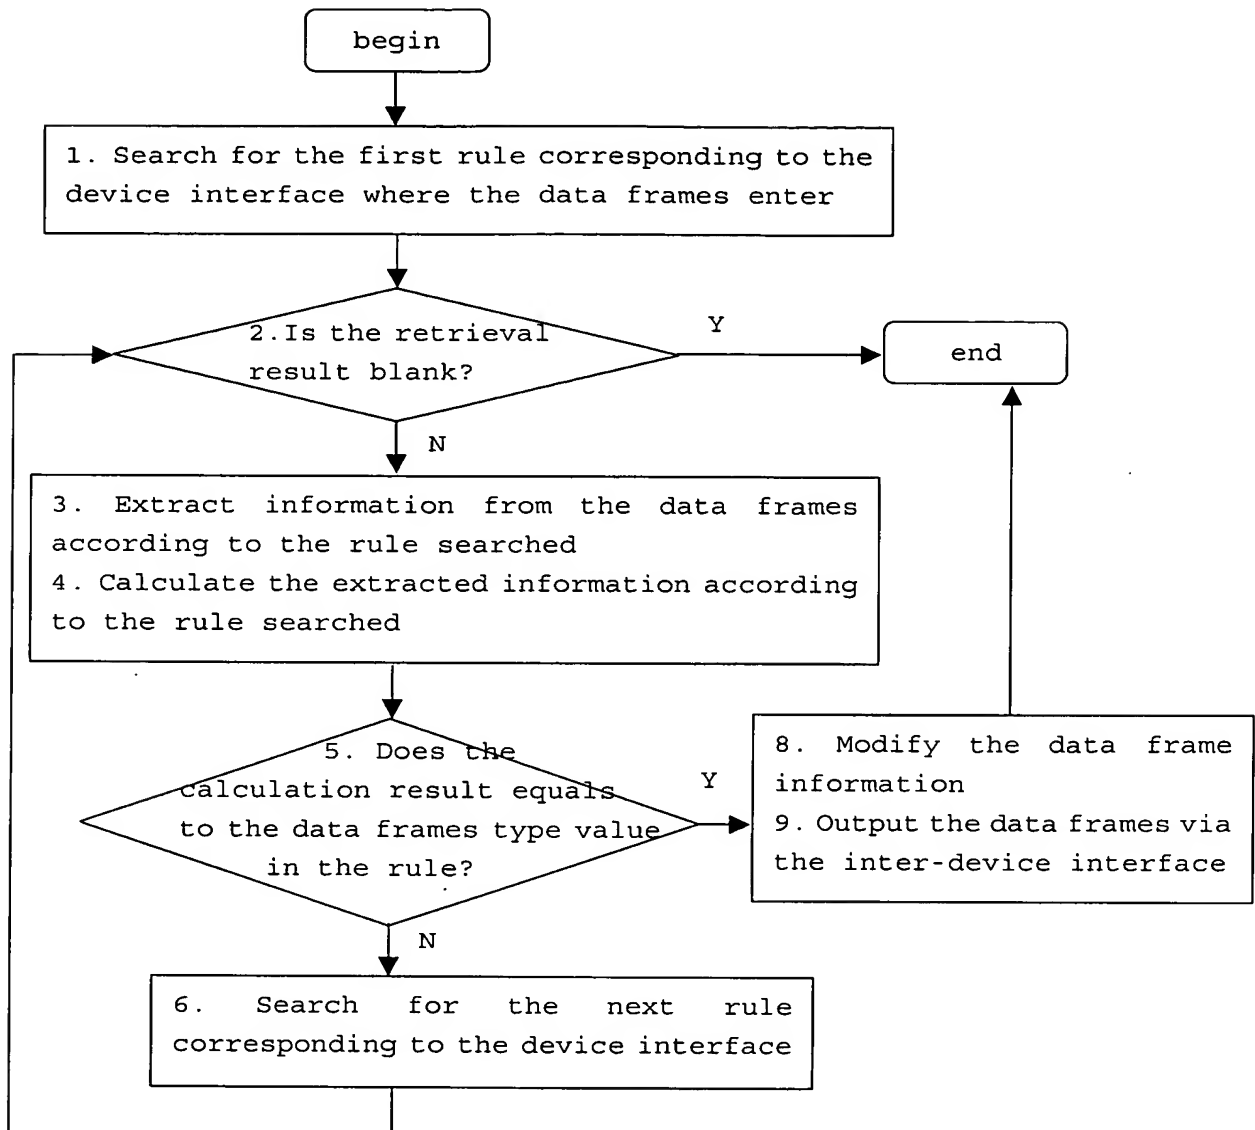 begin
1. Search for the first rule corresponding to the
device interface where the data frames enter
2.Is the retrieval
result blank?
Y
end
N
3. Extract information from the data frames
according to the rule searched
4. Calculate the extracted information according
to the rule searched
5. Does the
calculation result equals
to the data frames type value
in the rule?
Y
8. Modify the data frame
information
9. Output the data frames via
the inter-device interface
N
6. Search for the next rule
corresponding to the device interface